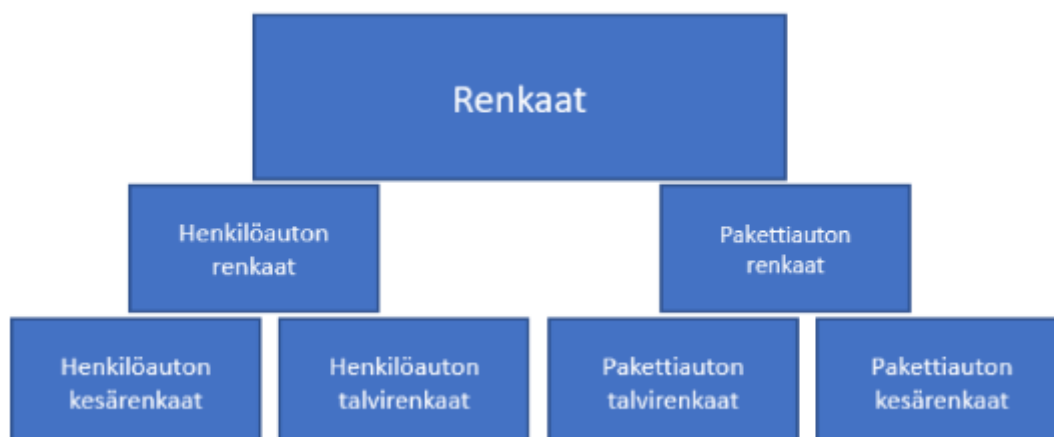 Renkaat
Henkilöauton
renkaat
Pakettiauton
renkaat
Henkilöauton
kesärenkaat
Henkilöauton
talvirenkaat
Pakettiauton
talvirenkaat
Pakettiauton
kesärenkaat